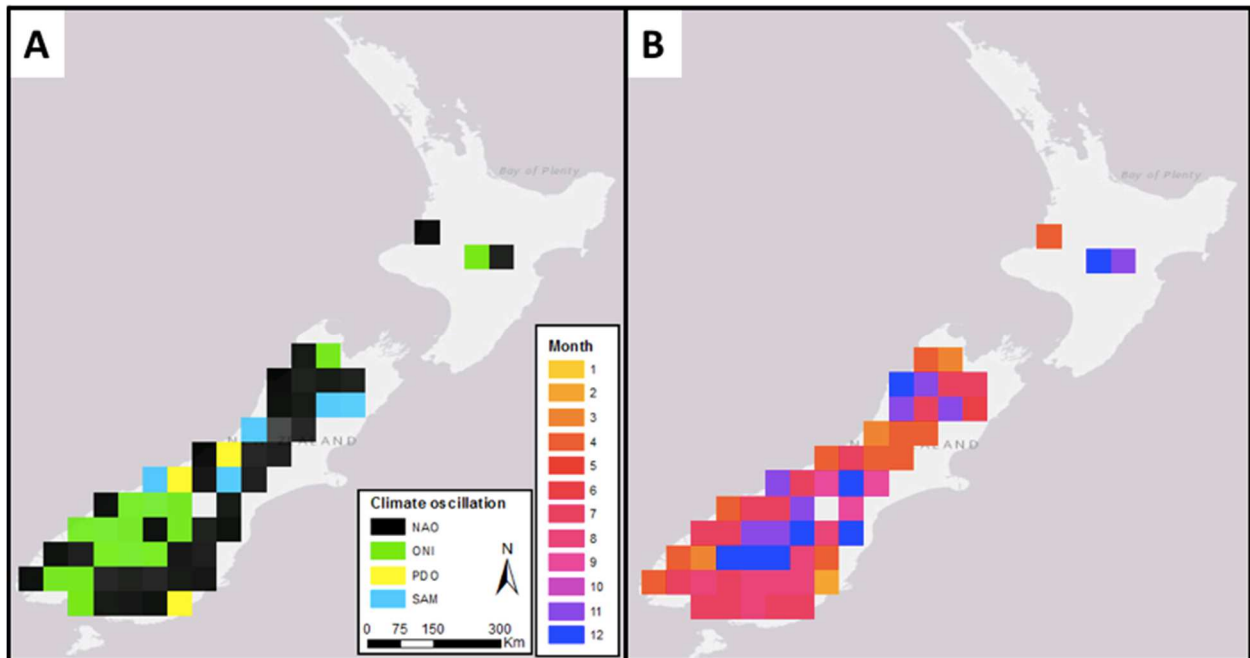 A
B
Bay of Plenty
Bay of Plenty
Month
1
2
3
4
5
6
7
8
9
10
11
12
Climate oscillation
NAO
ONI
PDO
SAM
N
0 75 150 300
Km